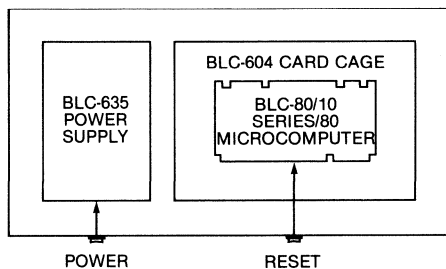 BLC-635
POWER
SUPPLY
BLC-604 CARD CAGE
BLC-80/10
SERIES/80
MICROCOMPUTER
POWER
RESET